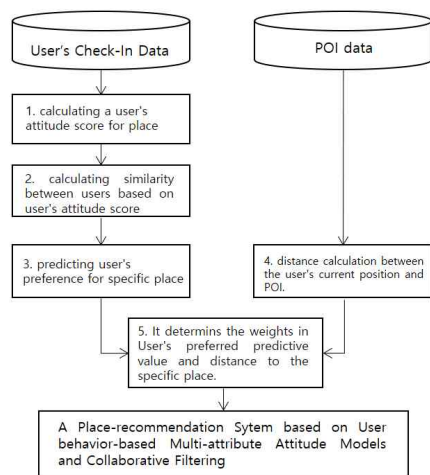 User's Check-In Data
POI data
1. calculating a user's
attitude score for place
2. calculating similarity
between users based on
user's attitude score
3. predicting user's
preference for specific place
4. distance calculation between
the user's current position and
POI.
5. It determins the weights in
User's preferred predictive
value and distance to the
specific place.
A Place-recommendation Sytem based on User
behavior-based Multi-attribute Attitude Models
and Collaborative Filtering